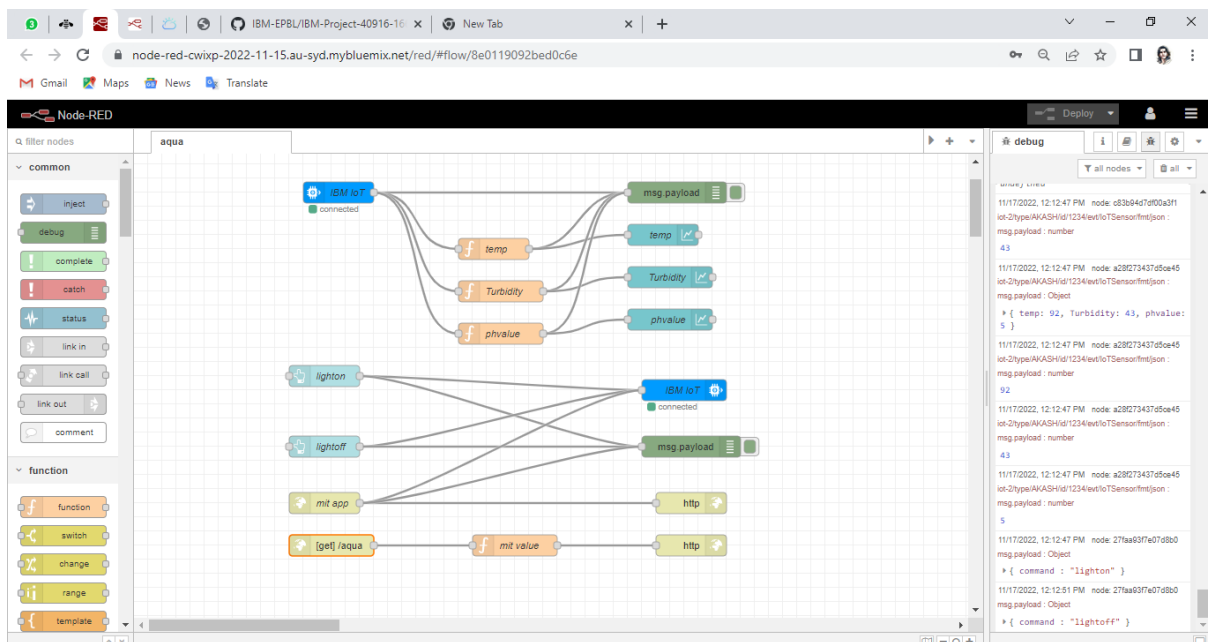 IBM-EPBL/IBM-Project-40916-16
New Tab
node-red-cwixp-2022-11-15.au-syd.mybluemix.net/red/#flow/8e0119092bed0c6e
Gmail Maps News Translate
Node-RED
Deploy
filter nodes
aqua
debug
i
all nodes
all
common
inject
debug
complete
catch
status
link in
link call
link out
comment
function
function
switch
change
range
template
IBM IoT
connected
msg.payload
temp
temp
Turbidity
Turbidity
phvalue
phvalue
lighton
IBM IoT
connected
lightoff
msg.payload
mit app
http
[get] /aqua
mit value
http
11/17/2022, 12:12:47 PM node: c83b94d7df00a3f1
iot-2/type/AKASH/id/1234/evt/IoTSensor/fmt/json :
msg.payload : number
43
11/17/2022, 12:12:47 PM node: a28f273437d5ce45
iot-2/type/AKASH/id/1234/evt/IoTSensor/fmt/json :
msg.payload : Object
{ temp: 92, Turbidity: 43, phvalue:
5 }
11/17/2022, 12:12:47 PM node: a28f273437d5ce45
iot-2/type/AKASH/id/1234/evt/IoTSensor/fmt/json :
msg.payload : number
92
11/17/2022, 12:12:47 PM node: a28f273437d5ce45
iot-2/type/AKASH/id/1234/evt/IoTSensor/fmt/json :
msg.payload : number
43
11/17/2022, 12:12:47 PM node: a28f273437d5ce45
iot-2/type/AKASH/id/1234/evt/IoTSensor/fmt/json :
msg.payload : number
5
11/17/2022, 12:12:47 PM node: 27faa93f7e07d8b0
msg.payload : Object
{ command : "lighton" }
11/17/2022, 12:12:51 PM node: 27faa93f7e07d8b0
msg.payload : Object
{ command : "lightoff" }